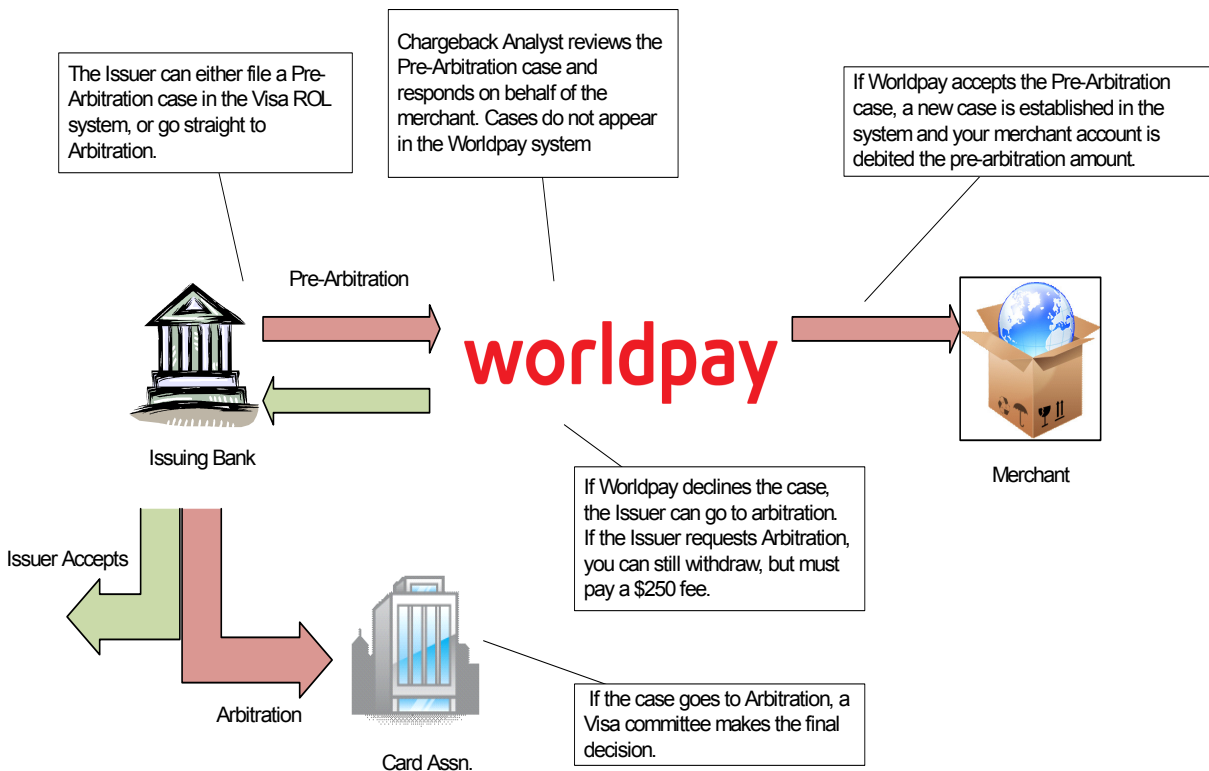 The Issuer can either file a Pre-
Arbitration case in the Visa ROL
system, or go straight to
Arbitration.
Chargeback Analyst reviews the
Pre-Arbitration case and
responds on behalf of the
merchant. Cases do not appear
in the Worldpay system
If Worldpay accepts the Pre-Arbitration
case, a new case is established in the
system and your merchant account is
debited the pre-arbitration amount.
Pre-Arbitration
worldpay
Issuing Bank
Merchant
If Worldpay declines the case,
the Issuer can go to arbitration.
If the Issuer requests Arbitration,
you can still withdraw, but must
pay a $250 fee.
Issuer Accepts
Arbitration
If the case goes to Arbitration, a
Visa committee makes the final
decision.
Card Assn.